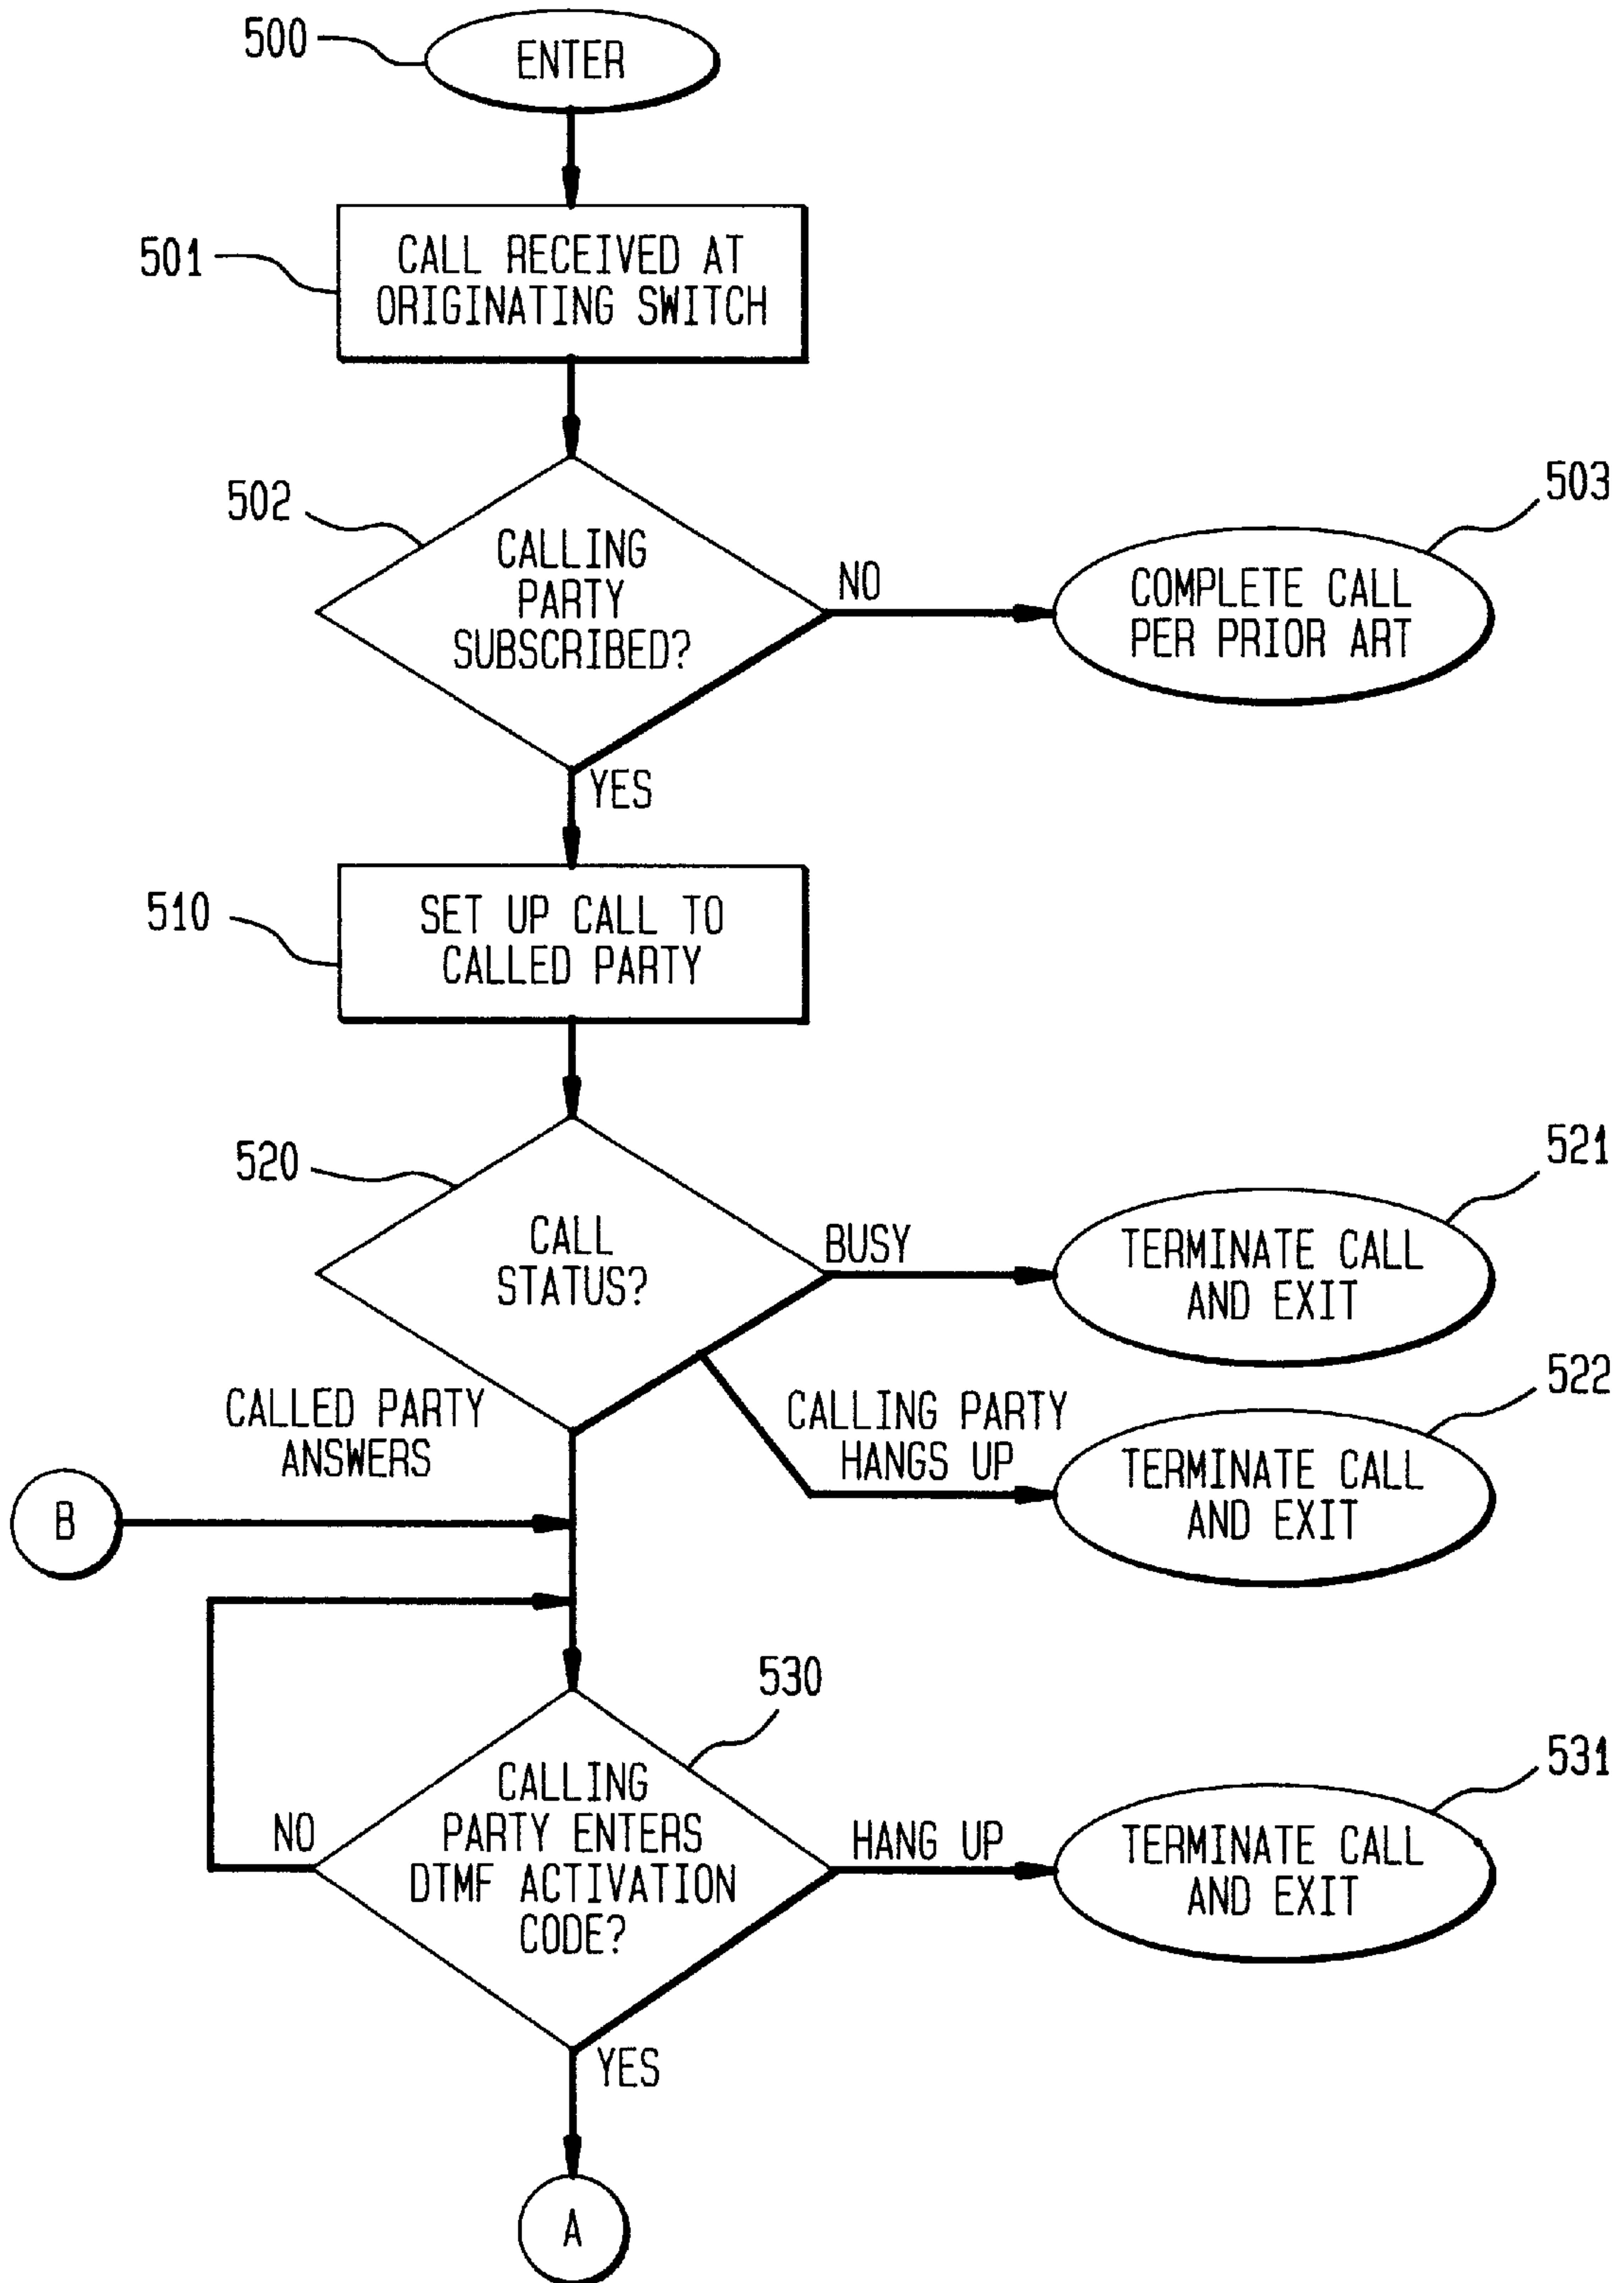 500
ENTER
501
CALL RECEIVED AT
ORIGINATING SWITCH
502
CALLING
PARTY
SUBSCRIBED?
NO
503
COMPLETE CALL
PER PRIOR ART
YES
510
SET UP CALL TO
CALLED PARTY
520
CALL
STATUS?
BUSY
521
TERMINATE CALL
AND EXIT
CALLED PARTY
ANSWERS
CALLING PARTY
HANGS UP
522
TERMINATE CALL
AND EXIT
B
530
CALLING
PARTY ENTERS
DTMF ACTIVATION
CODE?
NO
HANG UP
531
TERMINATE CALL
AND EXIT
YES
A